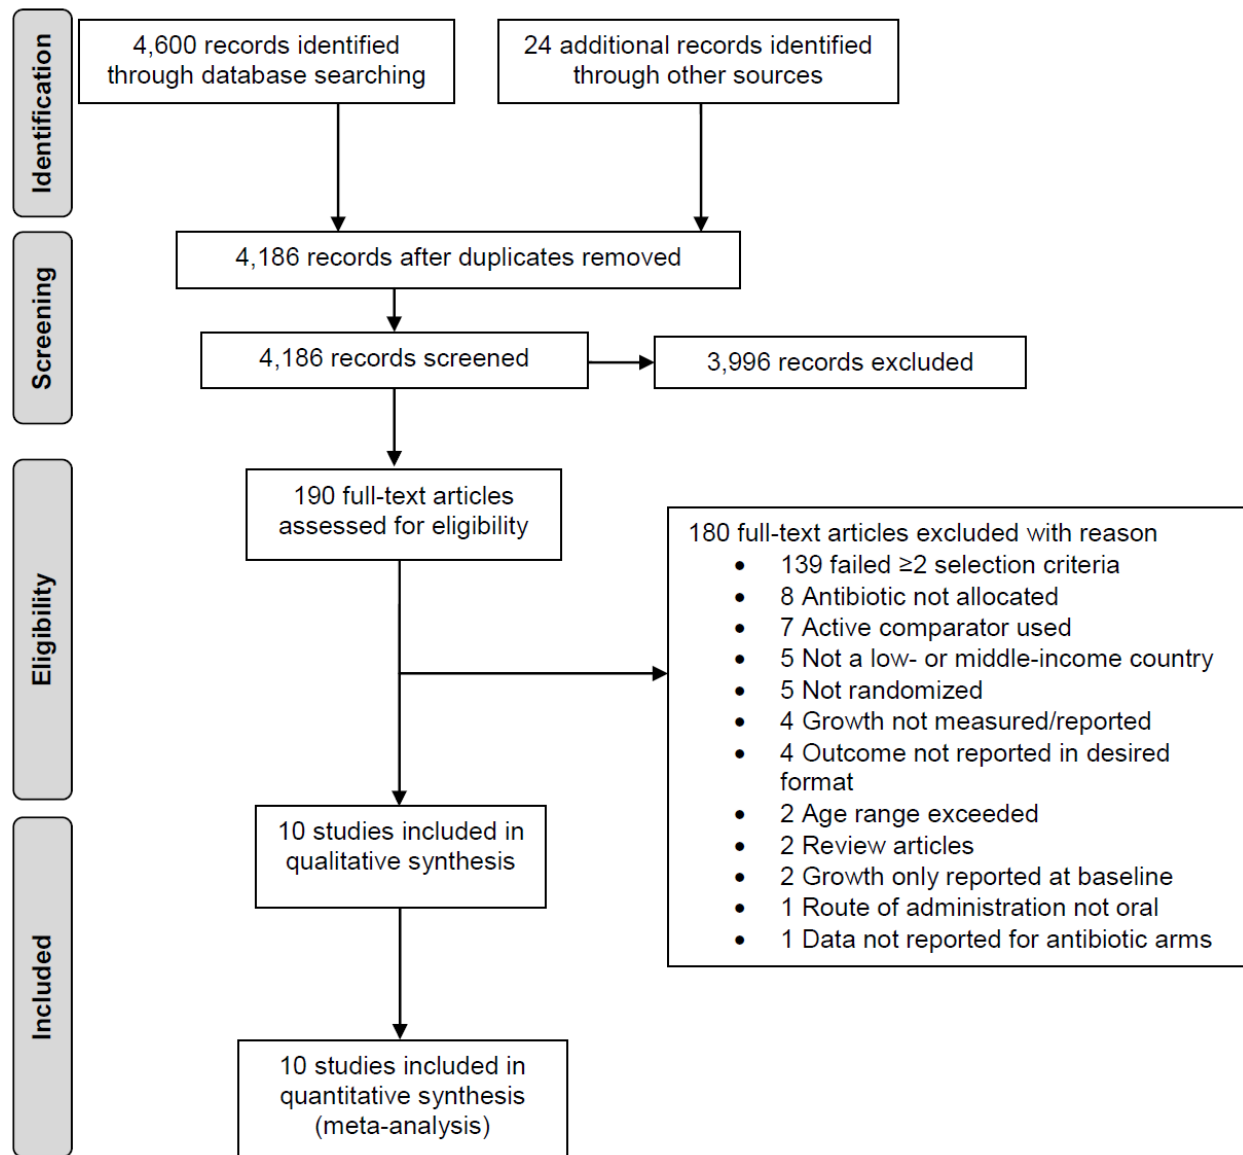 Identification
4,600 records identified
through database searching
24 additional records identified
through other sources
Screening
4,186 records after duplicates removed
4,186 records screened
3,996 records excluded
Eligibility
190 full-text articles
assessed for eligibility
180 full-text articles excluded with reason
• 139 failed ≥2 selection criteria
• 8 Antibiotic not allocated
• 7 Active comparator used
• 5 Not a low- or middle-income country
• 5 Not randomized
• 4 Growth not measured/reported
• 4 Outcome not reported in desired
format
• 2 Age range exceeded
• 2 Review articles
• 2 Growth only reported at baseline
• 1 Route of administration not oral
• 1 Data not reported for antibiotic arms
Included
10 studies included in
qualitative synthesis
10 studies included in
quantitative synthesis
(meta-analysis)